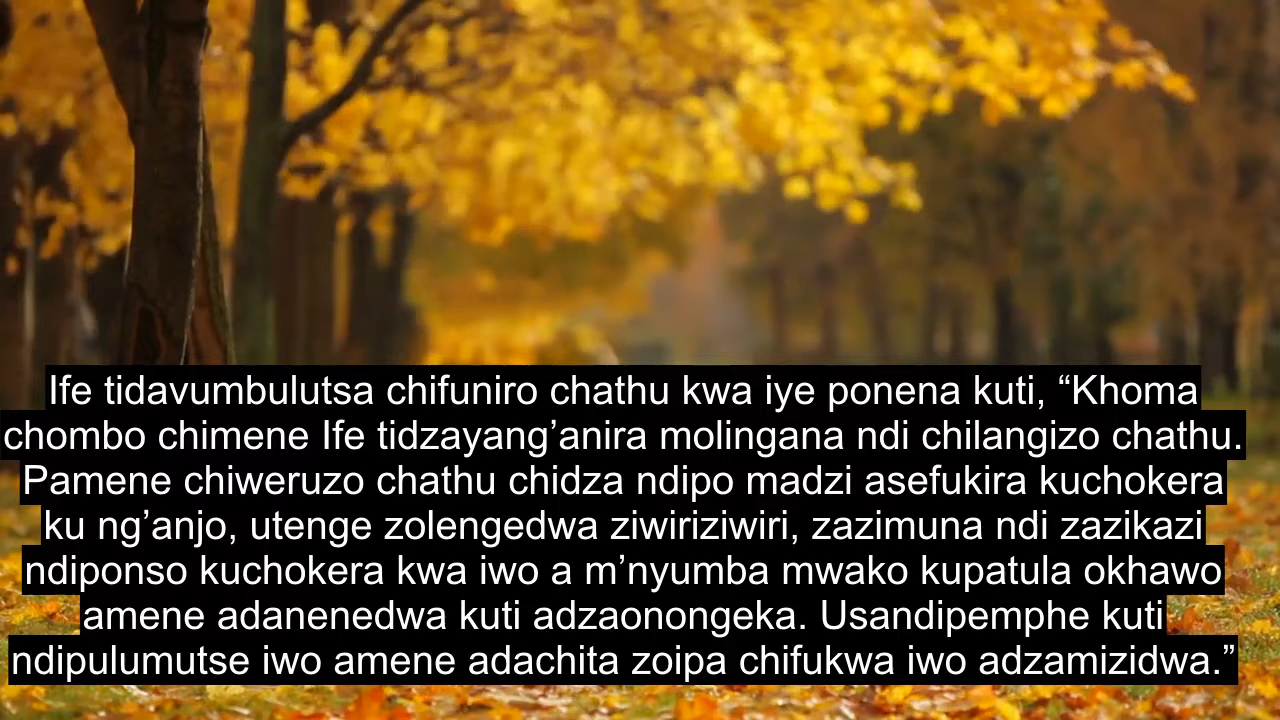 Ife tidavumbulutsa chifuniro chathu kwa iye ponena kuti, “Khoma
chombo chimene Ife tidzayang’anira molingana ndi chilangizo chathu.
Pamene chiweruzo chathu chidza ndipo madzi asefukira kuchokera
ku ng’anjo, utenge zolengedwa ziwiriziwiri, zazimuna ndi zazikazi
ndiponso kuchokera kwa iwo a m’nyumba mwako kupatula okhawo
amene adanenedwa kuti adzaonongeka. Usandipemphe kuti
ndipulumutse iwo amene adachita zoipa chifukwa iwo adzamizidwa.”